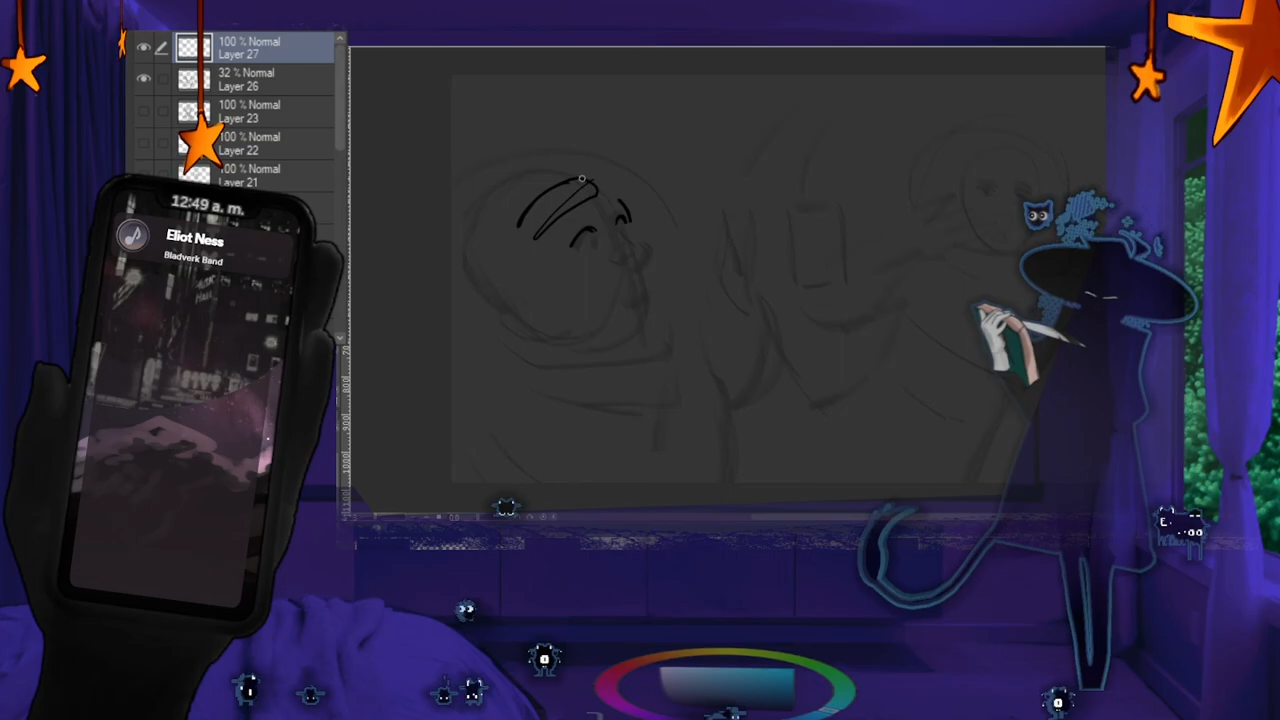 100 % Normal
Layer 27
32 % Normal
Layer 26
100 % Normal
Layer 23
100 % Normal
Layer 22
100 % Normal
Layer 21
12:49 a. m.
Eliot Ness
Bladverk Band